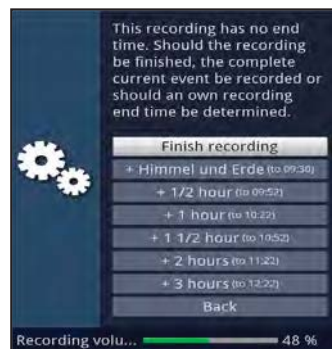 This recording has no end
time. Should the recording
be finished, the complete
current event be recorded or
should an own recording
end time be determined.
Finish recording
+ Himmel und Erde (to 09:30)
+ 1/2 hour (to 09:52)
+ 1 hour (to 10:22)
+ 1 1/2 hour (to 10:52)
+ 2 hours (to 11:22)
+ 3 hours (to 12:22)
Back
Recording volu... 48 %